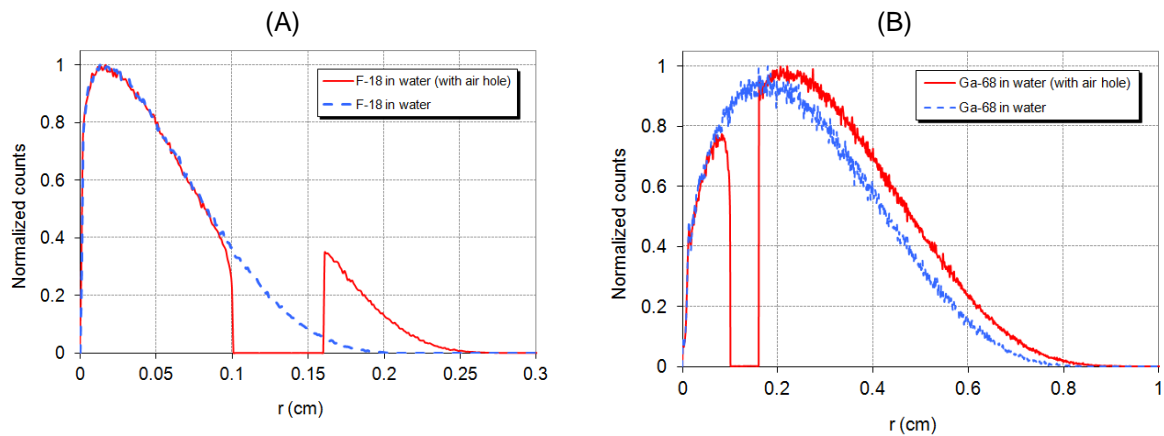 (A)
Normalized counts
1
0.8
0.6
0.4
0.2
0
0
0.05
0.1
0.15
0.2
0.25
0.3
r (cm)
F-18 in water (with air hole)
F-18 in water
(B)
Normalized counts
1
0.8
0.6
0.4
0.2
0
0
0.2
0.4
0.6
0.8
1
r (cm)
Ga-68 in water (with air hole)
Ga-68 in water